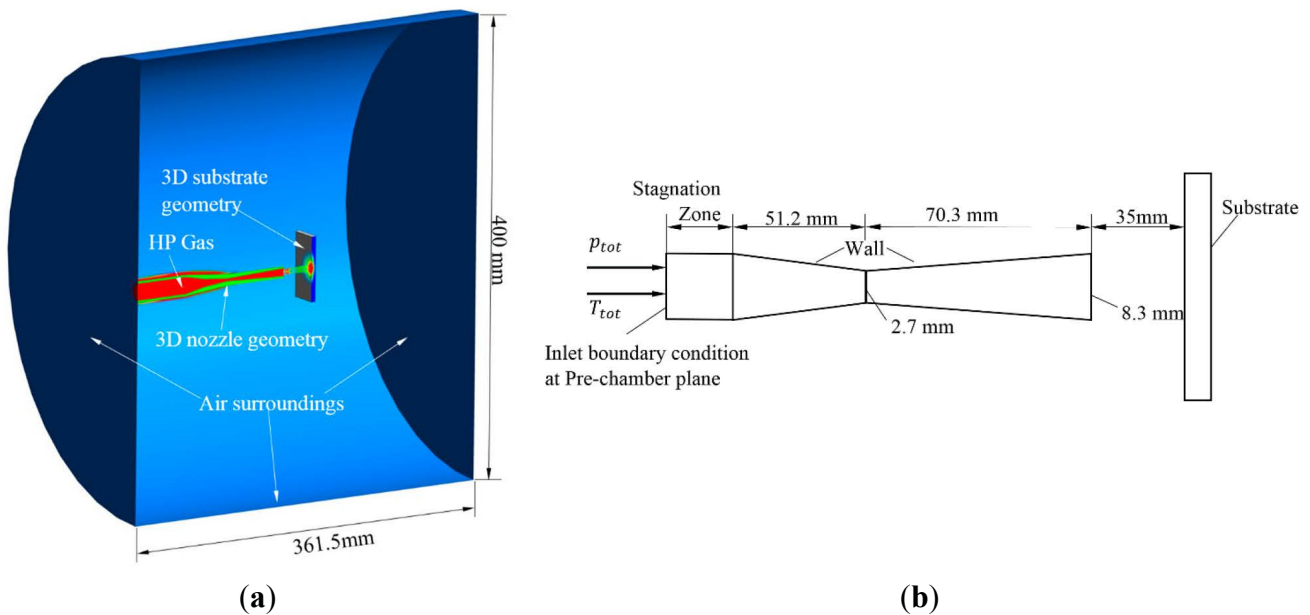 3D substrate
geometry
HP Gas
3D nozzle geometry
Air surroundings
400 mm
361.5mm
(a)
Stagnation
Zone
51.2 mm
70.3 mm
35mm
Substrate
Wall
p_tot
T_tot
2.7 mm
8.3 mm
Inlet boundary condition
at Pre-chamber plane
(b)